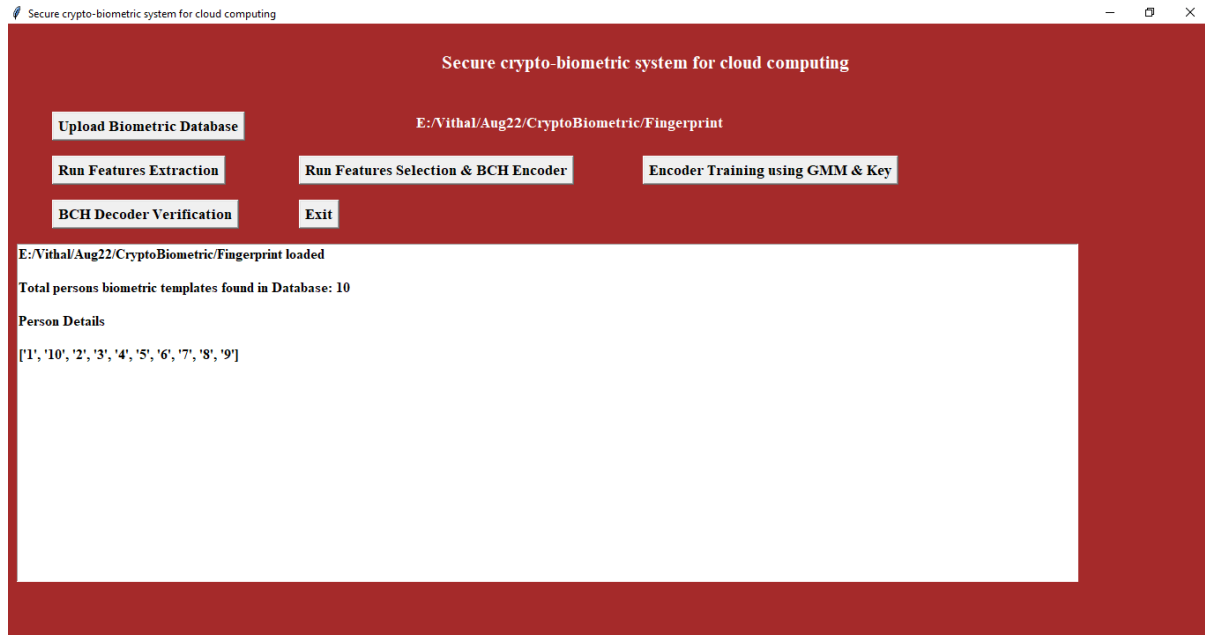 Secure crypto-biometric system for cloud computing
Secure crypto-biometric system for cloud computing
Upload Biometric Database
E:/Vithal/Aug22/CryptoBiometric/Fingerprint
Run Features Extraction
Run Features Selection & BCH Encoder
Encoder Training using GMM & Key
BCH Decoder Verification
Exit
E:/Vithal/Aug22/CryptoBiometric/Fingerprint loaded
Total persons biometric templates found in Database: 10
Person Details
['1', '10', '2', '3', '4', '5', '6', '7', '8', '9']